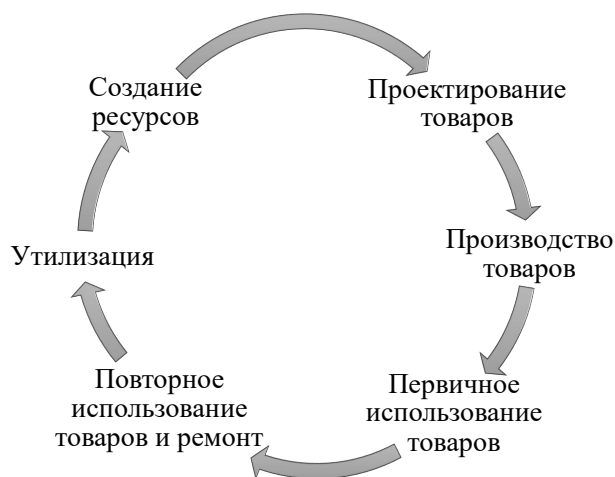 Создание
ресурсов
Проектирование
товаров
Производство
товаров
Первичное
использование
товаров
Повторное
использование
товаров и ремонт
Утилизация